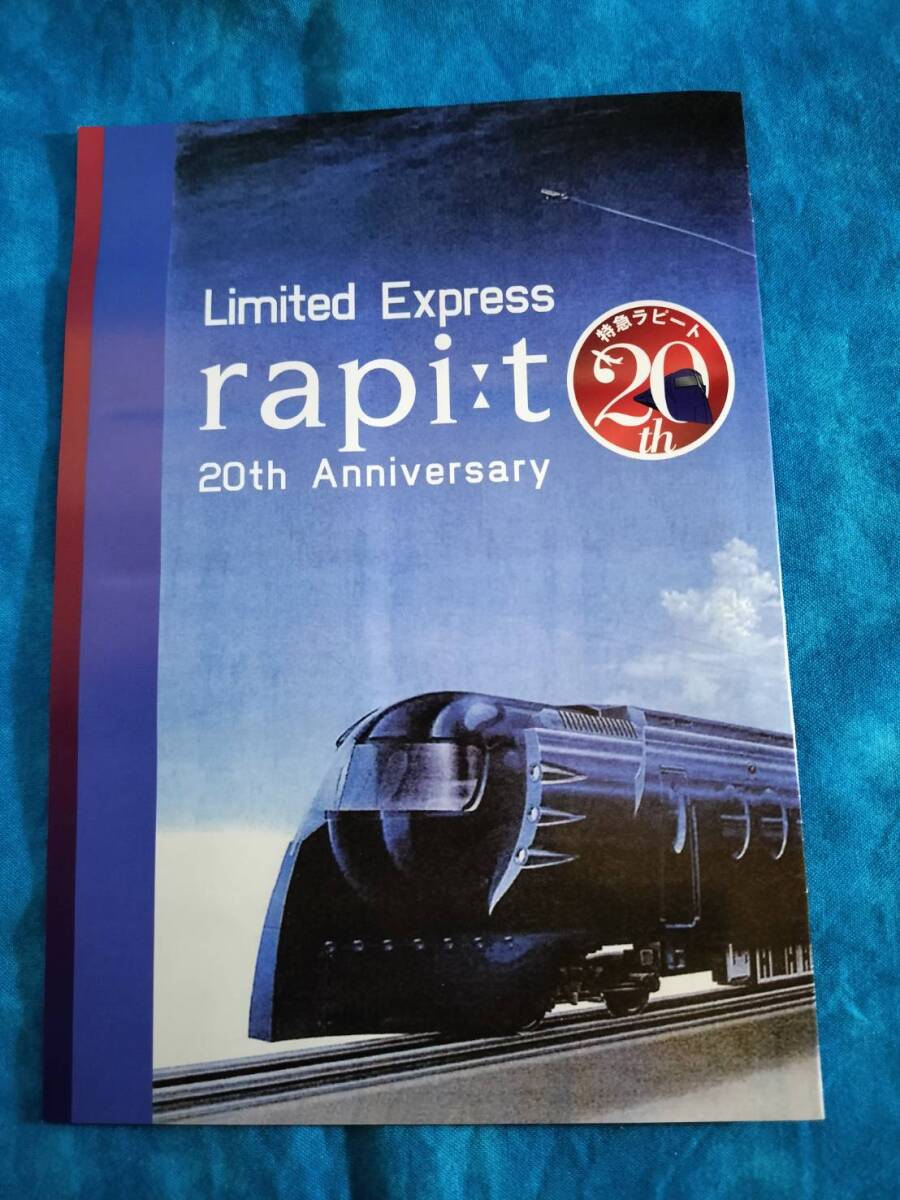 Limited Express
rapi:t
20th Anniversary
特急ラピート
20
th